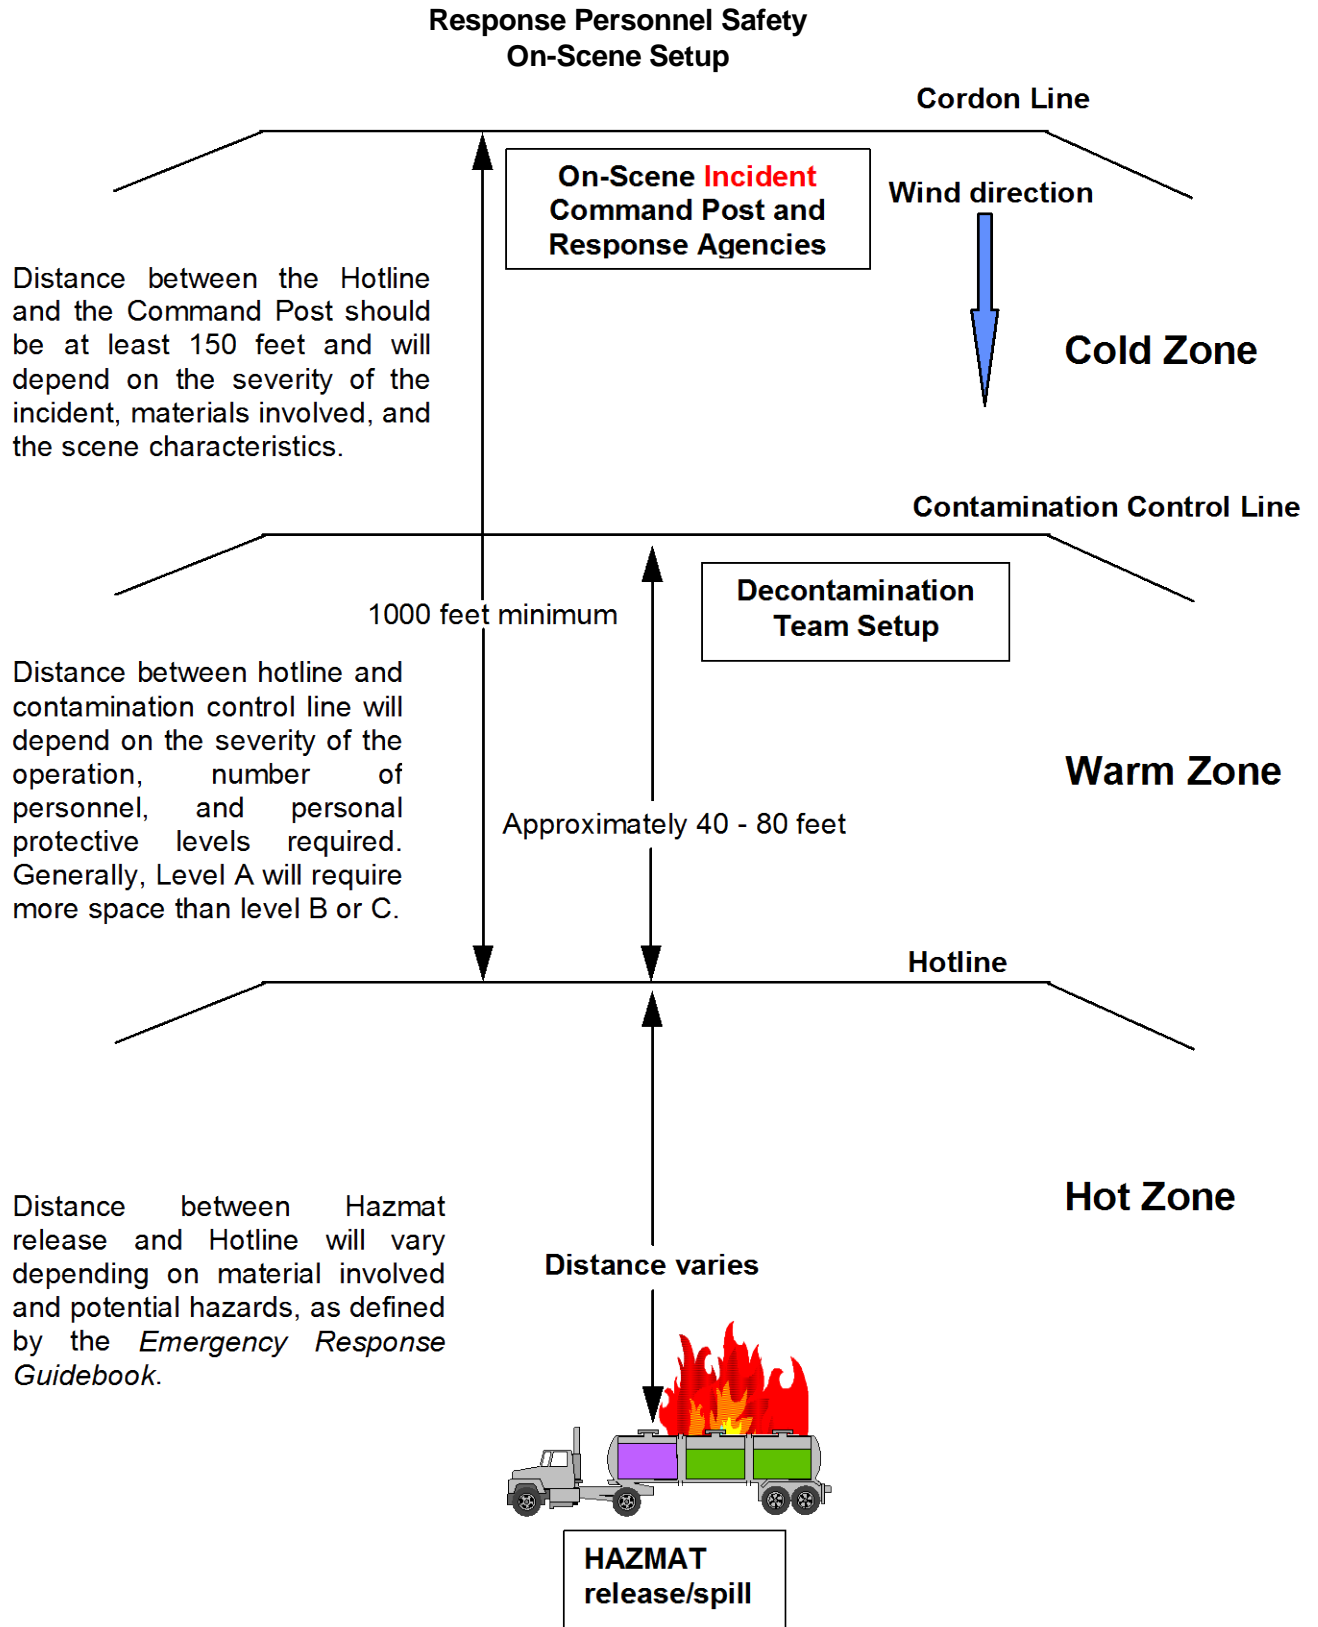 Response Personnel Safety
On-Scene Setup
Cordon Line
On-Scene Incident
Command Post and
Response Agencies
Wind direction
Distance between the Hotline
and the Command Post should
be at least 150 feet and will
depend on the severity of the
incident, materials involved, and
the scene characteristics.
Cold Zone
Contamination Control Line
Decontamination
Team Setup
1000 feet minimum
Distance between hotline and
contamination control line will
depend on the severity of the
operation, number of
personnel, and personal
protective levels required.
Generally, Level A will require
more space than level B or C.
Warm Zone
Approximately 40 - 80 feet
Hotline
Hot Zone
Distance between Hazmat
release and Hotline will vary
depending on material involved
and potential hazards, as defined
by the Emergency Response
Guidebook.
Distance varies
HAZMAT
release/spill